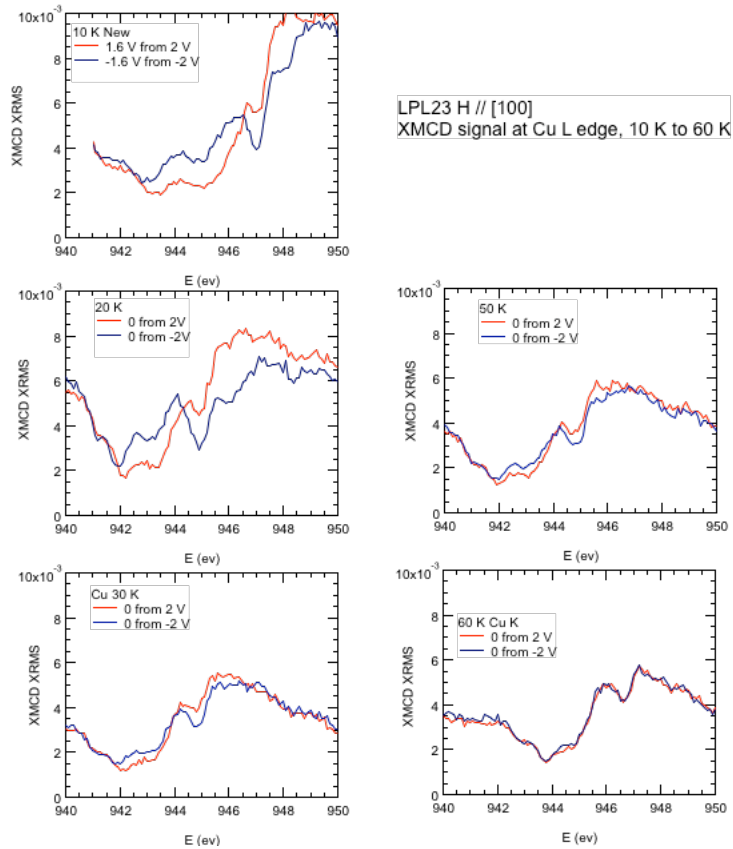 10x10⁻³
10 K New
1.6 V from 2 V
-1.6 V from -2 V
XMCD XRMS
8
6
4
2
0
940 942 944 946 948 950
E (ev)
LPL23 H // [100]
XMCD signal at Cu L edge, 10 K to 60 K
10x10⁻³
20 K
0 from 2V
0 from -2V
XMCD XRMS
8
6
4
2
0
940 942 944 946 948 950
E (ev)
10x10⁻³
50 K
0 from 2 V
0 from -2 V
XMCD XRMS
8
6
4
2
0
940 942 944 946 948 950
E (ev)
10x10⁻³
Cu 30 K
0 from 2 V
0 from -2 V
XMCD XRMS
8
6
4
2
0
940 942 944 946 948 950
E (ev)
10x10⁻³
60 K Cu K
0 from 2 V
0 from -2 V
XMCD XRMS
8
6
4
2
0
940 942 944 946 948 950
E (ev)